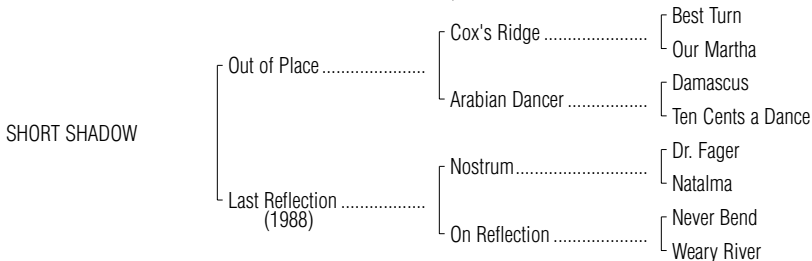 Best Turn
Cox's Ridge ......................
Our Martha
Out of Place ......................
Damascus
Arabian Dancer .................
Ten Cents a Dance
SHORT SHADOW
Dr. Fager
Nostrum............................
Natalma
Last Reflection ..................
(1988)
Never Bend
On Reflection ....................
Weary River